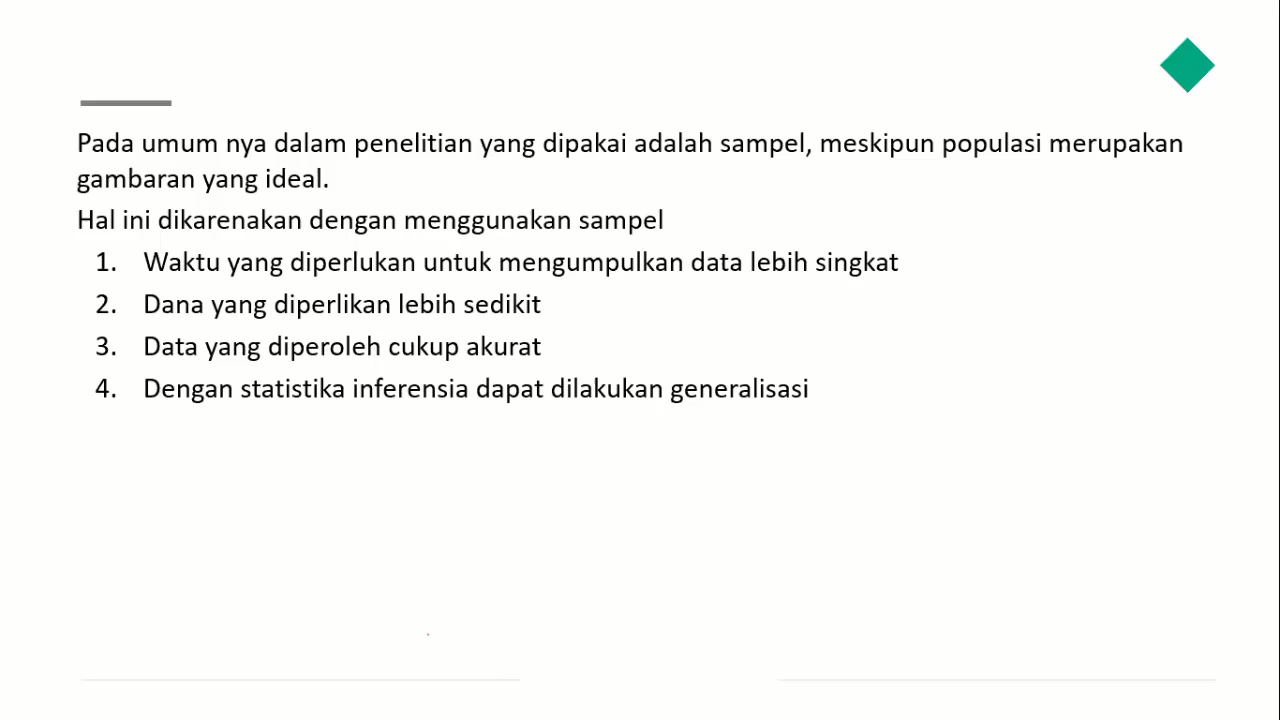 Pada umum nya dalam penelitian yang dipakai adalah sampel, meskipun populasi merupakan
gambaran yang ideal.
Hal ini dikarenakan dengan menggunakan sampel
1. Waktu yang diperlukan untuk mengumpulkan data lebih singkat
2. Dana yang diperlikan lebih sedikit
3. Data yang diperoleh cukup akurat
4. Dengan statistika inferensia dapat dilakukan generalisasi